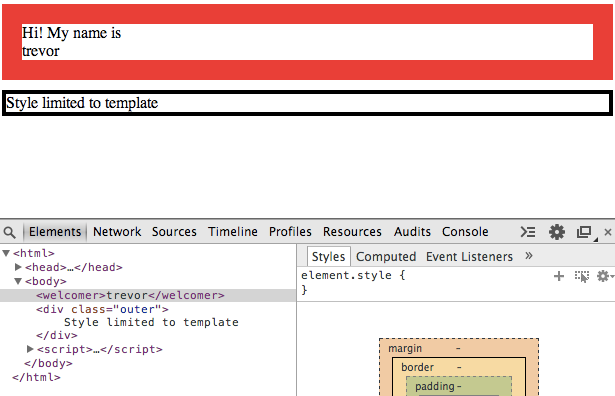 Hi! My name is
trevor
Style limited to template
Elements Network Sources Timeline Profiles Resources Audits Console
<html>
<head>…</head>
<body>
<welcomer>trevor</welcomer>
<div class="outer">
Style limited to template
</div>
<script>…</script>
</body>
</html>
Styles Computed Event Listeners »
element.style {
}
margin -
border -
padding -